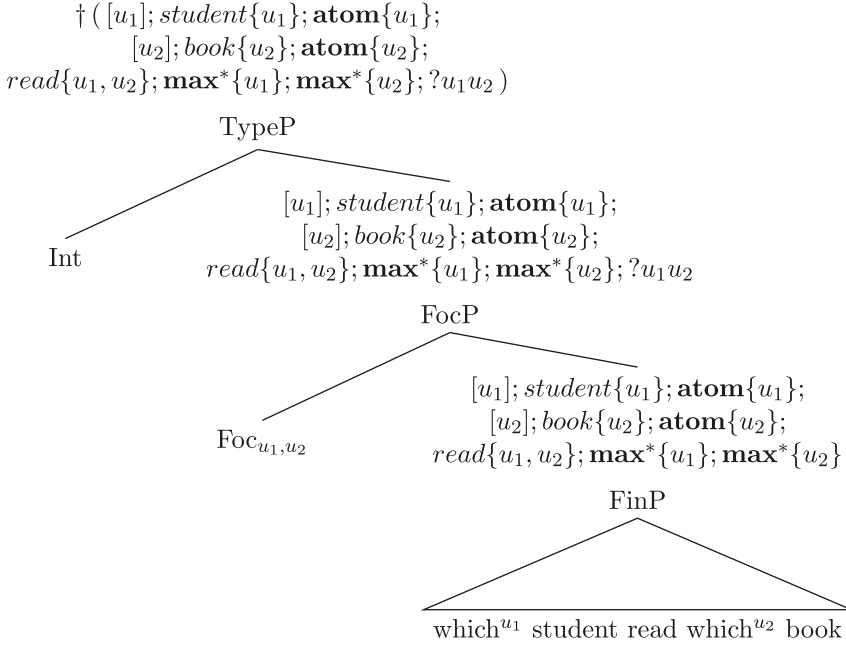 † ( [u₁]; student{u₁}; atom{u₁};
[u₂]; book{u₂}; atom{u₂};
read{u₁, u₂}; max*{u₁}; max*{u₂}; ?u₁u₂ )
TypeP
Int
[u₁]; student{u₁}; atom{u₁};
[u₂]; book{u₂}; atom{u₂};
read{u₁, u₂}; max*{u₁}; max*{u₂}; ?u₁u₂
FocP
Foc_{u₁,u₂}
[u₁]; student{u₁}; atom{u₁};
[u₂]; book{u₂}; atom{u₂};
read{u₁, u₂}; max*{u₁}; max*{u₂}
FinP
which^{u₁} student read which^{u₂} book